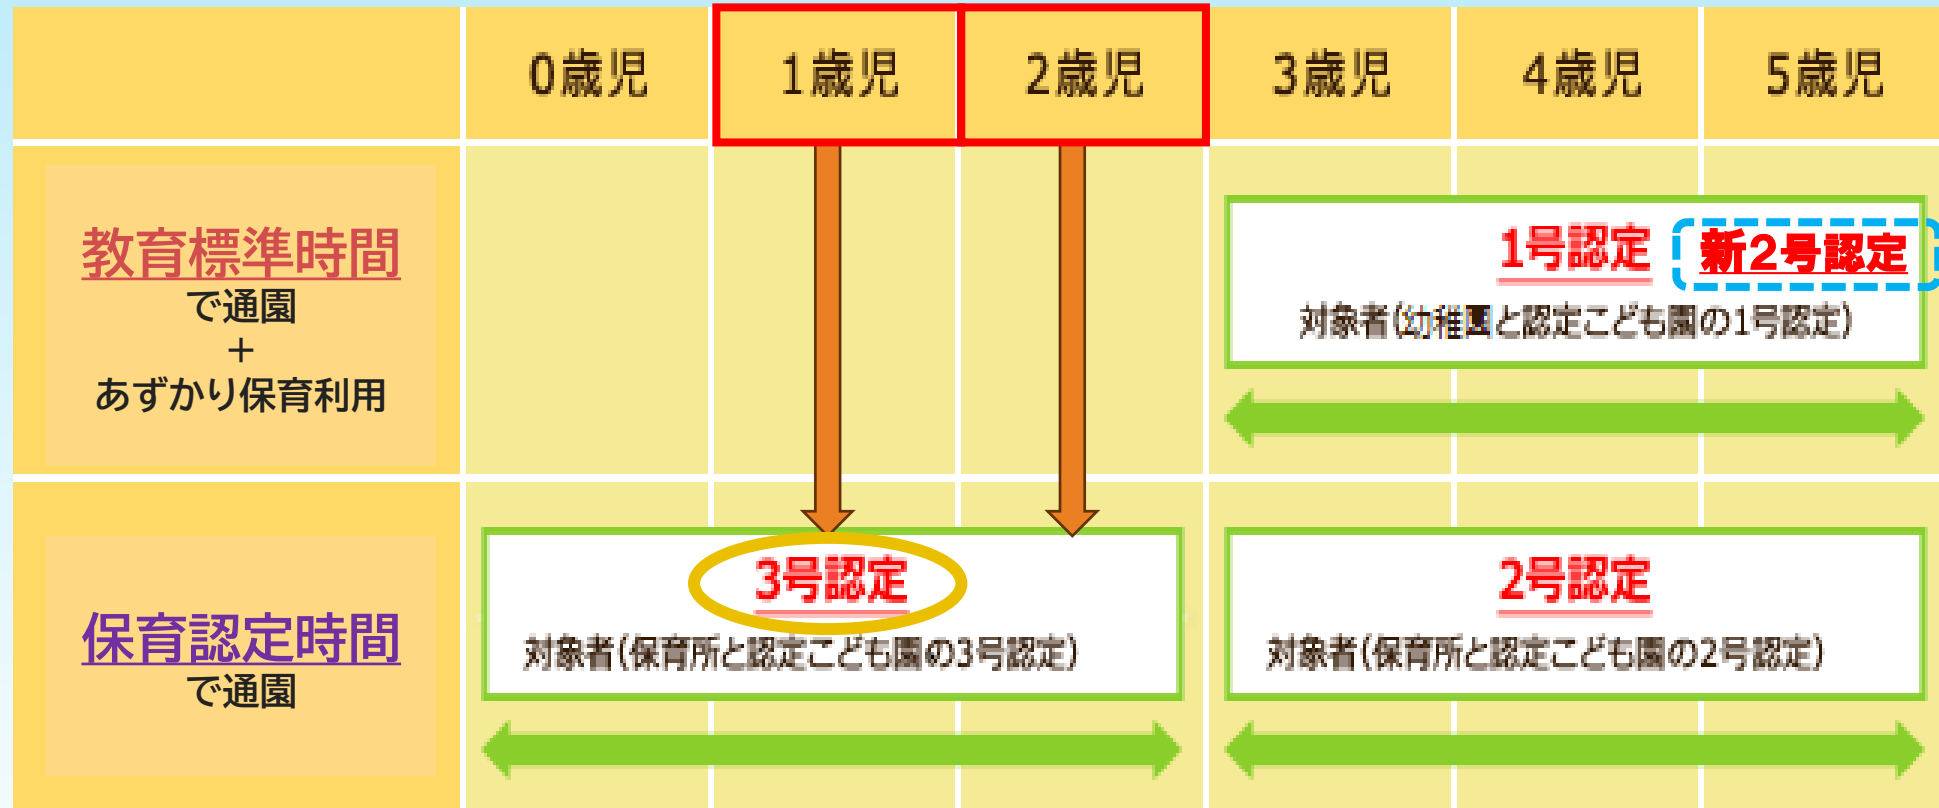 0歳児
1歳児
2歳児
3歳児
4歳児
5歳児
教育標準時間
で通園
+
あずかり保育利用
1号認定
新2号認定
対象者(幼稚園と認定こども園の1号認定)
保育認定時間
で通園
3号認定
対象者(保育所と認定こども園の3号認定)
2号認定
対象者(保育所と認定こども園の2号認定)